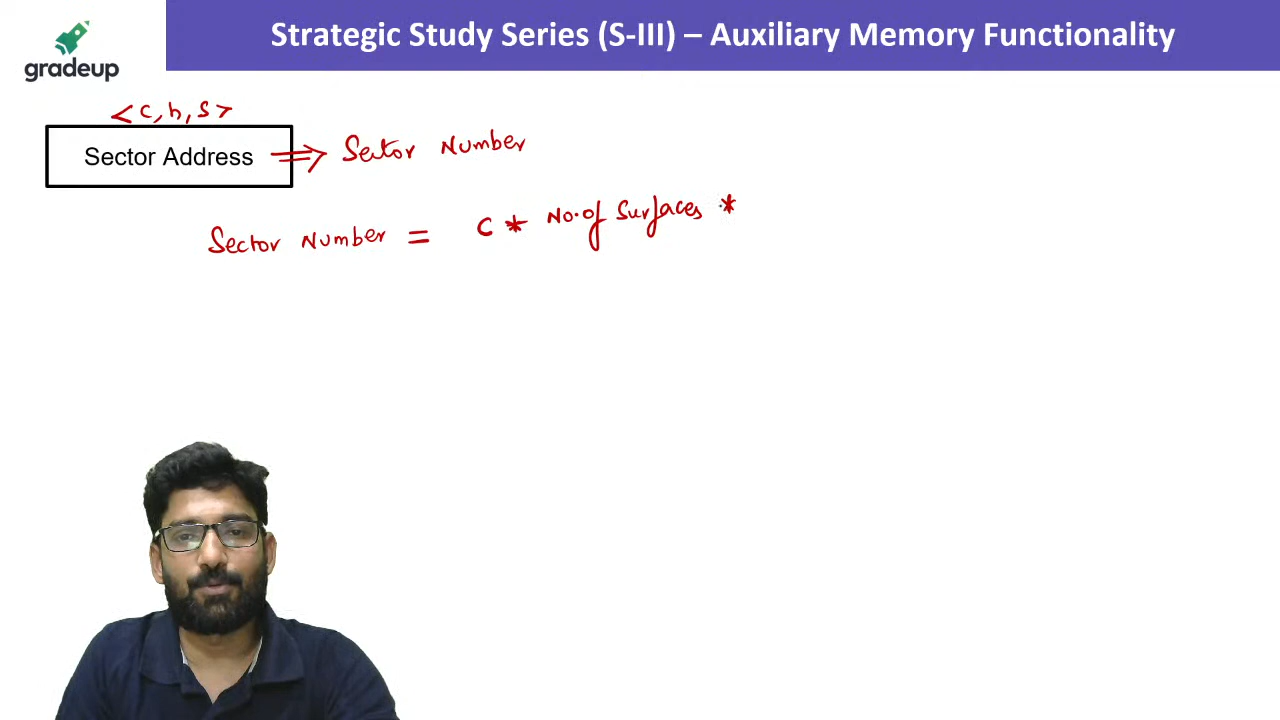 Strategic Study Series (S-III) – Auxiliary Memory Functionality
gradeup
<c, h, s>
Sector Address ⇒ Sector Number
Sector Number = C * No.of Surfaces *